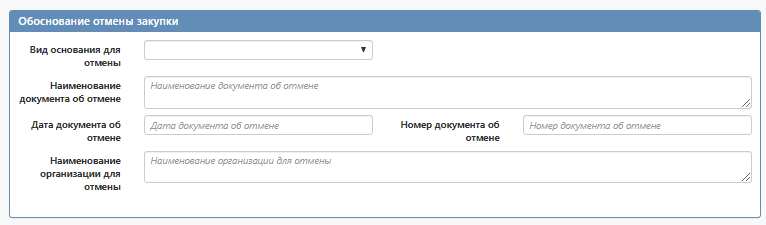 Обоснование отмены закупки
Вид основания для
отмены
Наименование
документа об отмене
Наименование документа об отмене
Дата документа об
отмене
Дата документа об отмене
Номер документа об
отмене
Номер документа об отмене
Наименование
организации для
отмены
Наименование организации для отмены